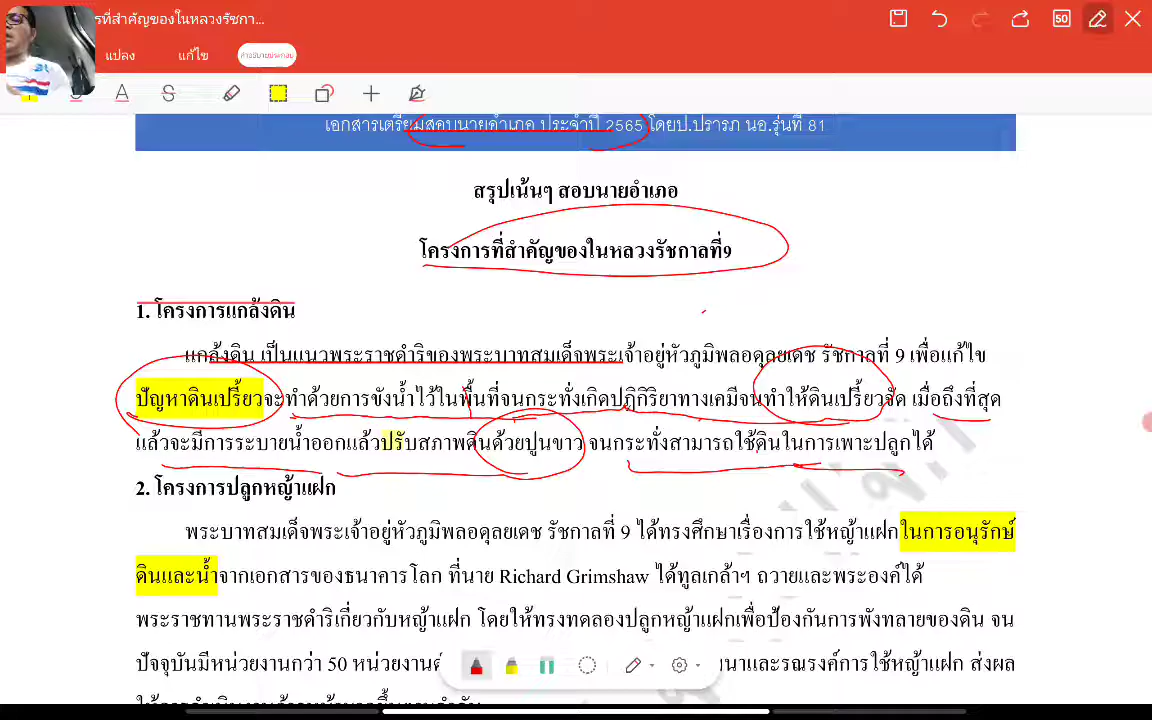 รที่สำคัญของในหลวงรัชกา...
50
แปลง
แก้ไข
เอกสารเตรียมสอบนายอำเภอ ประจำปี 2565 โดยป.ปรารภ นอ.รุ่นที่ 81
สรุปเน้นๆ สอบนายอำเภอ
โครงการที่สำคัญของในหลวงรัชกาลที่9
1. โครงการแกล้งดิน
แกล้งดิน เป็นแนวพระราชดำริของพระบาทสมเด็จพระเจ้าอยู่หัวภูมิพลอดุลยเดช รัชกาลที่ 9 เพื่อแก้ไข
ปัญหาดินเปรี้ยวจะทำด้วยการขังน้ำไว้ในพื้นที่จนกระทั่งเกิดปฏิกิริยาทางเคมีจนทำให้ดินเปรี้ยวจัด เมื่อถึงที่สุด
แล้วจะมีการระบายน้ำออกแล้วปรับสภาพดินด้วยปูนขาว จนกระทั่งสามารถใช้ดินในการเพาะปลูกได้
2. โครงการปลูกหญ้าแฝก
พระบาทสมเด็จพระเจ้าอยู่หัวภูมิพลอดุลยเดช รัชกาลที่ 9 ได้ทรงศึกษาเรื่องการใช้หญ้าแฝกในการอนุรักษ์
ดินและน้ำจากเอกสารของธนาคารโลก ที่นาย Richard Grimshaw ได้ทูลเกล้าฯ ถวายและพระองค์ได้
พระราชทานพระราชดำริเกี่ยวกับหญ้าแฝก โดยให้ทรงทดลองปลูกหญ้าแฝกเพื่อป้องกันการพังทลายของดิน จน
ปัจจุบันมีหน่วยงานกว่า 50 หน่วยงาน นาและรณรงค์การใช้หญ้าแฝก ส่งผล